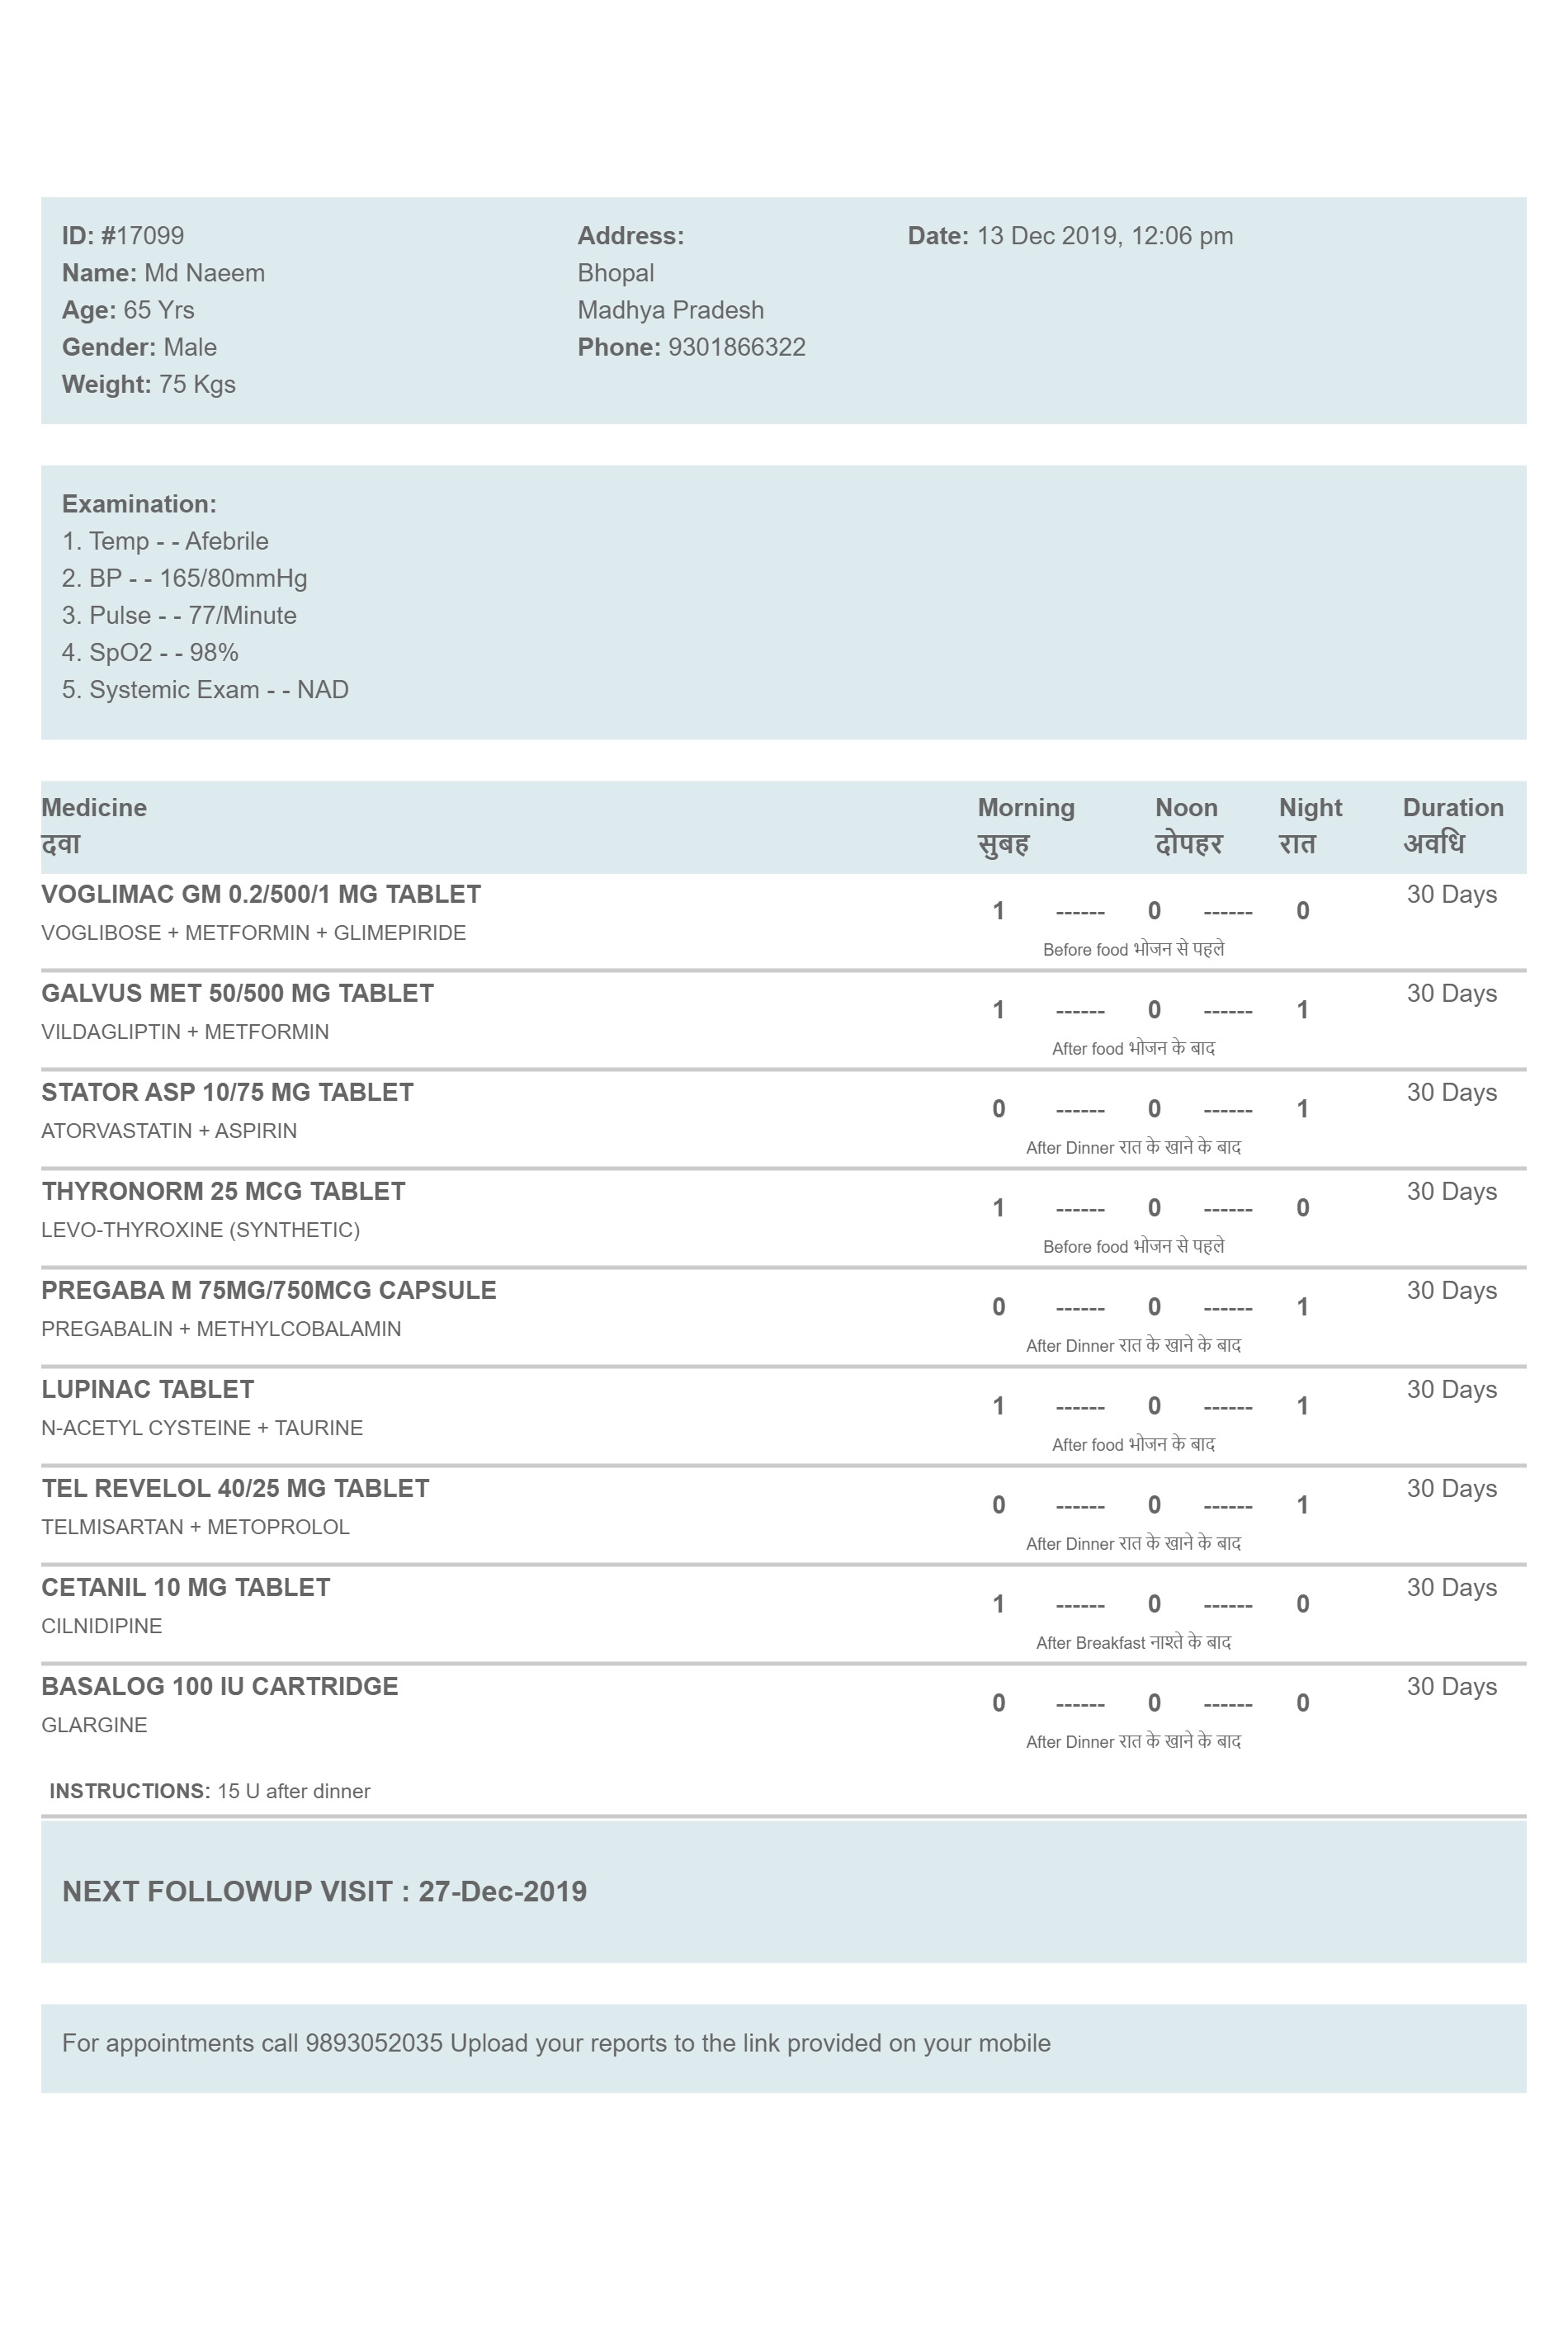 ID: #17099
Name: Md Naeem
Age: 65 Yrs
Gender: Male
Weight: 75 Kgs
Address:
Bhopal
Madhya Pradesh
Phone: 9301866322
Date: 13 Dec 2019, 12:06 pm
Examination:
1. Temp - - Afebrile
2. BP - - 165/80mmHg
3. Pulse - - 77/Minute
4. SpO2 - - 98%
5. Systemic Exam - - NAD
Medicine Morning Noon Night Duration
दवा सुबह दोपहर रात अवधि
VOGLIMAC GM 0.2/500/1 MG TABLET 30 Days
1 ------ 0 ------ 0
VOGLIBOSE + METFORMIN + GLIMEPIRIDE
Before food भोजन से पहले
GALVUS MET 50/500 MG TABLET 30 Days
1 ------ 0 ------ 1
VILDAGLIPTIN + METFORMIN
After food भोजन के बाद
STATOR ASP 10/75 MG TABLET 30 Days
0 ------ 0 ------ 1
ATORVASTATIN + ASPIRIN
After Dinner रात के खाने के बाद
THYRONORM 25 MCG TABLET 30 Days
1 ------ 0 ------ 0
LEVO-THYROXINE (SYNTHETIC)
Before food भोजन से पहले
PREGABA M 75MG/750MCG CAPSULE 30 Days
0 ------ 0 ------ 1
PREGABALIN + METHYLCOBALAMIN
After Dinner रात के खाने के बाद
LUPINAC TABLET 30 Days
1 ------ 0 ------ 1
N-ACETYL CYSTEINE + TAURINE
After food भोजन के बाद
TEL REVELOL 40/25 MG TABLET 30 Days
0 ------ 0 ------ 1
TELMISARTAN + METOPROLOL
After Dinner रात के खाने के बाद
CETANIL 10 MG TABLET 30 Days
1 ------ 0 ------ 0
CILNIDIPINE
After Breakfast नाश्ते के बाद
BASALOG 100 IU CARTRIDGE 30 Days
0 ------ 0 ------ 0
GLARGINE
After Dinner रात के खाने के बाद
INSTRUCTIONS: 15 U after dinner
NEXT FOLLOWUP VISIT : 27-Dec-2019
For appointments call 9893052035 Upload your reports to the link provided on your mobile